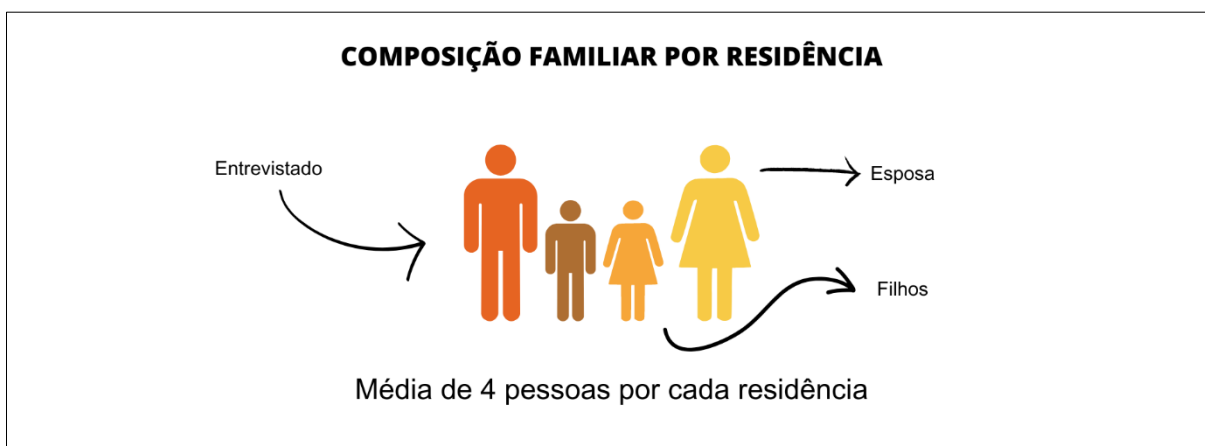 COMPOSIÇÃO FAMILIAR POR RESIDÊNCIA
Entrevistado
Esposa
Filhos
Média de 4 pessoas por cada residência